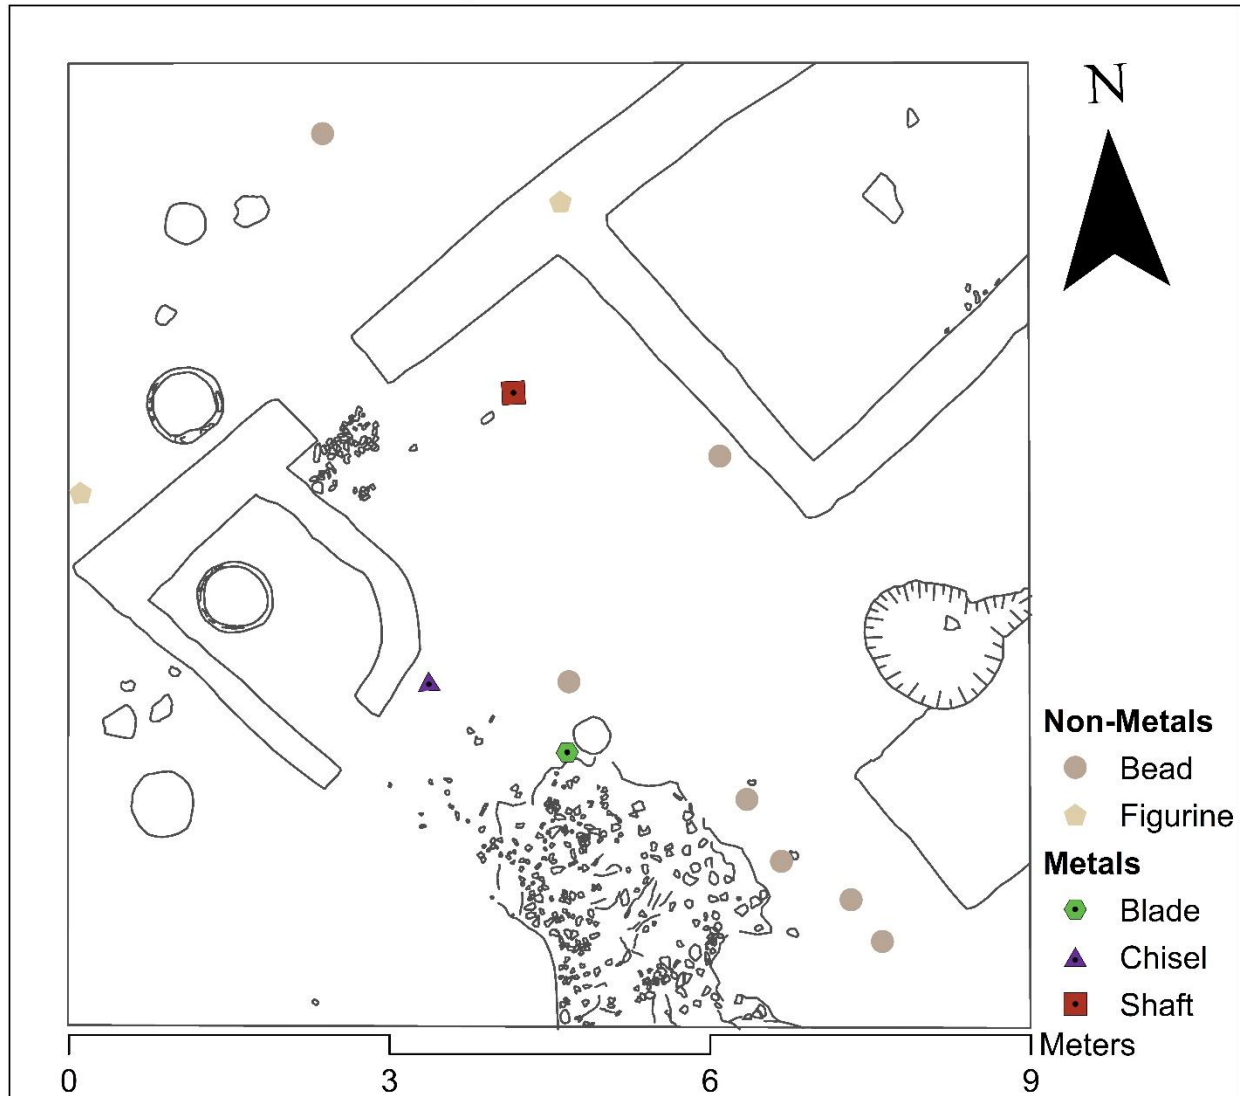 N
Non-Metals
Bead
Figurine
Metals
Blade
Chisel
Shaft
Meters
0 3 6 9